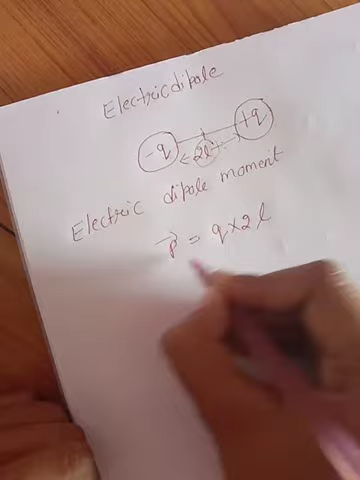 Electric dipole
-q +q
2l
Electric dipole moment
p⃗ = q×2l